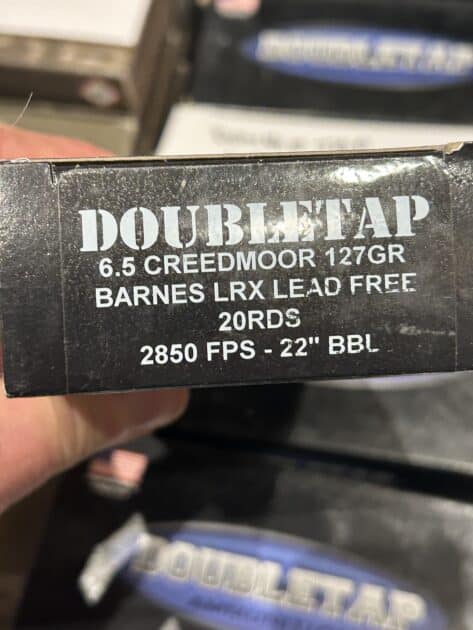 DOUBLETAP
DOUBLETAP
6.5 CREEDMOOR 127GR
BARNES LRX LEAD FREE
20RDS
2850 FPS - 22" BBL
DOUBLETAP